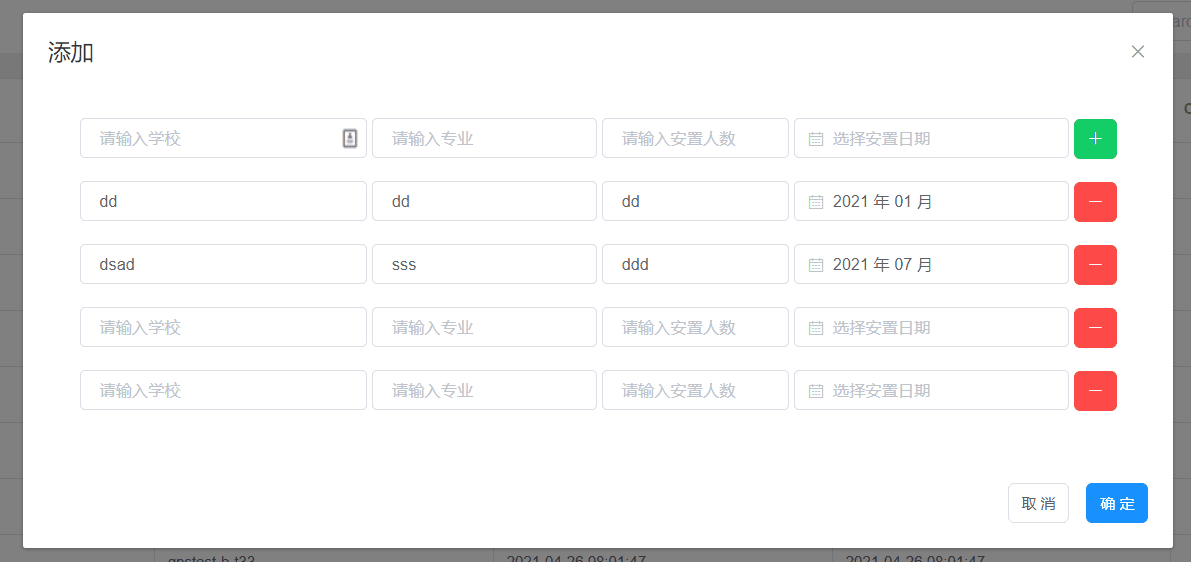 添加
请输入学校 请输入专业 请输入安置人数 选择安置日期
dd dd dd 2021 年 01 月
dsad sss ddd 2021 年 07 月
请输入学校 请输入专业 请输入安置人数 选择安置日期
请输入学校 请输入专业 请输入安置人数 选择安置日期
取 消 确 定
2021-04-26 08:01:47 2021-04-26 08:01:47